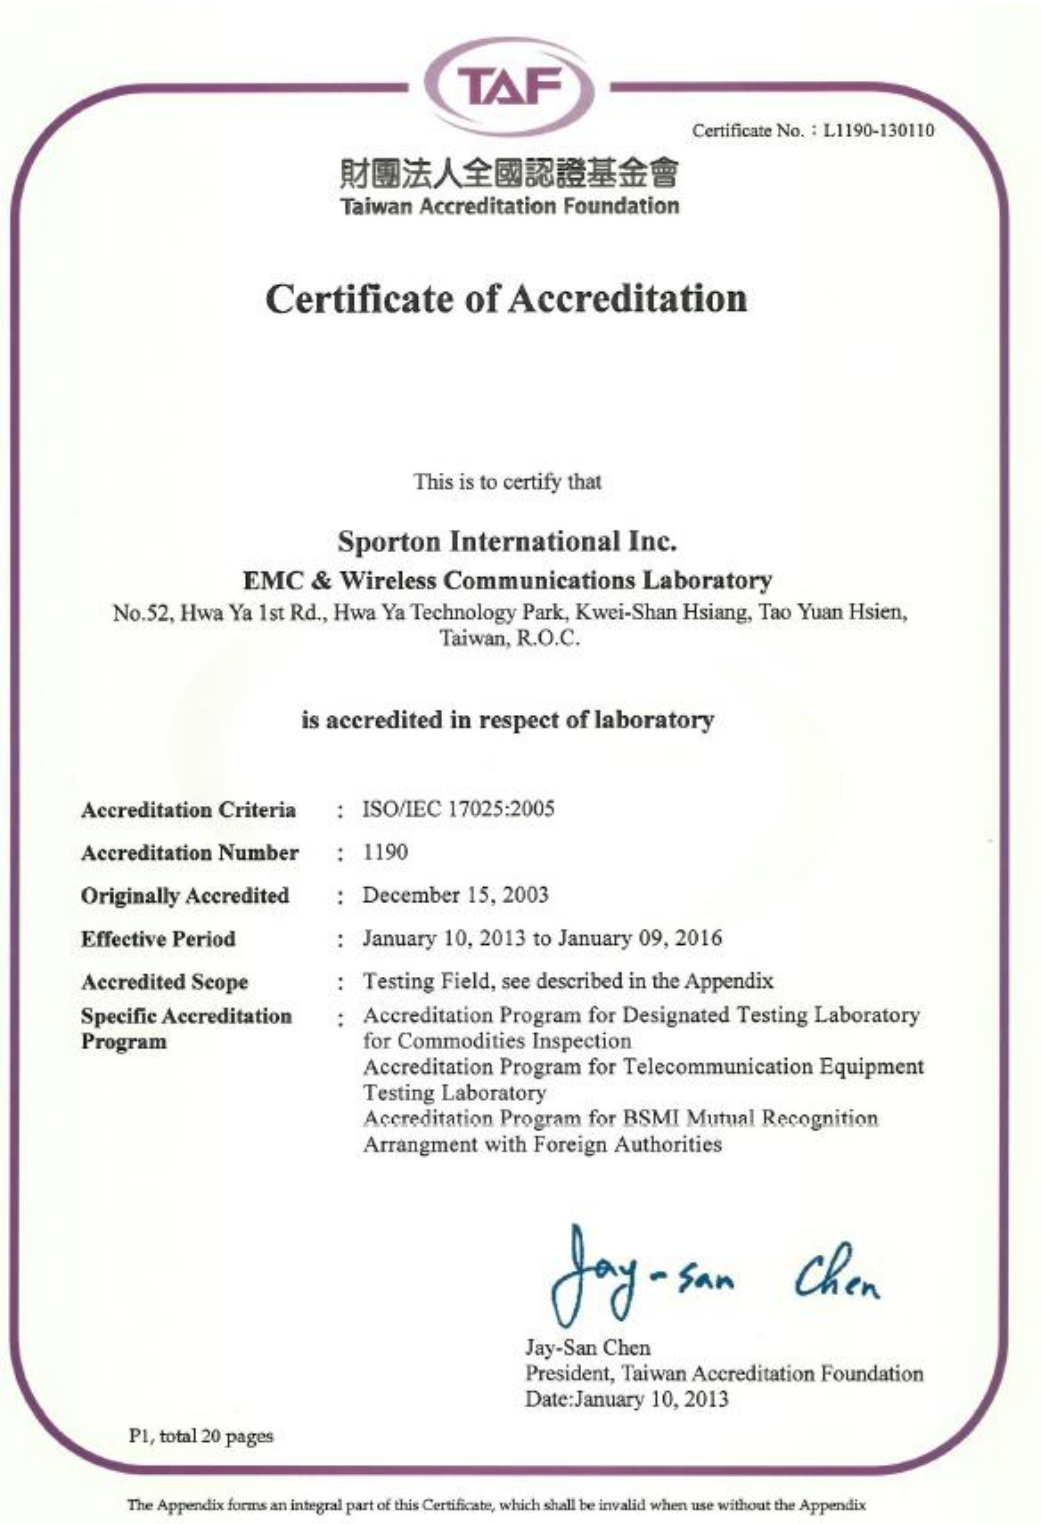 TAF
Certificate No. : L1190-130110
財團法人全國認證基金會
Taiwan Accreditation Foundation
Certificate of Accreditation
This is to certify that
Sporton International Inc.
EMC & Wireless Communications Laboratory
No.52, Hwa Ya 1st Rd., Hwa Ya Technology Park, Kwei-Shan Hsiang, Tao Yuan Hsien,
Taiwan, R.O.C.
is accredited in respect of laboratory
Accreditation Criteria : ISO/IEC 17025:2005
Accreditation Number : 1190
Originally Accredited : December 15, 2003
Effective Period : January 10, 2013 to January 09, 2016
Accredited Scope : Testing Field, see described in the Appendix
Specific Accreditation Program : Accreditation Program for Designated Testing Laboratory
for Commodities Inspection
Accreditation Program for Telecommunication Equipment
Testing Laboratory
Accreditation Program for BSMI Mutual Recognition
Arrangment with Foreign Authorities
Jay-san Chen
Jay-San Chen
President, Taiwan Accreditation Foundation
Date:January 10, 2013
P1, total 20 pages
The Appendix forms an integral part of this Certificate, which shall be invalid when use without the Appendix